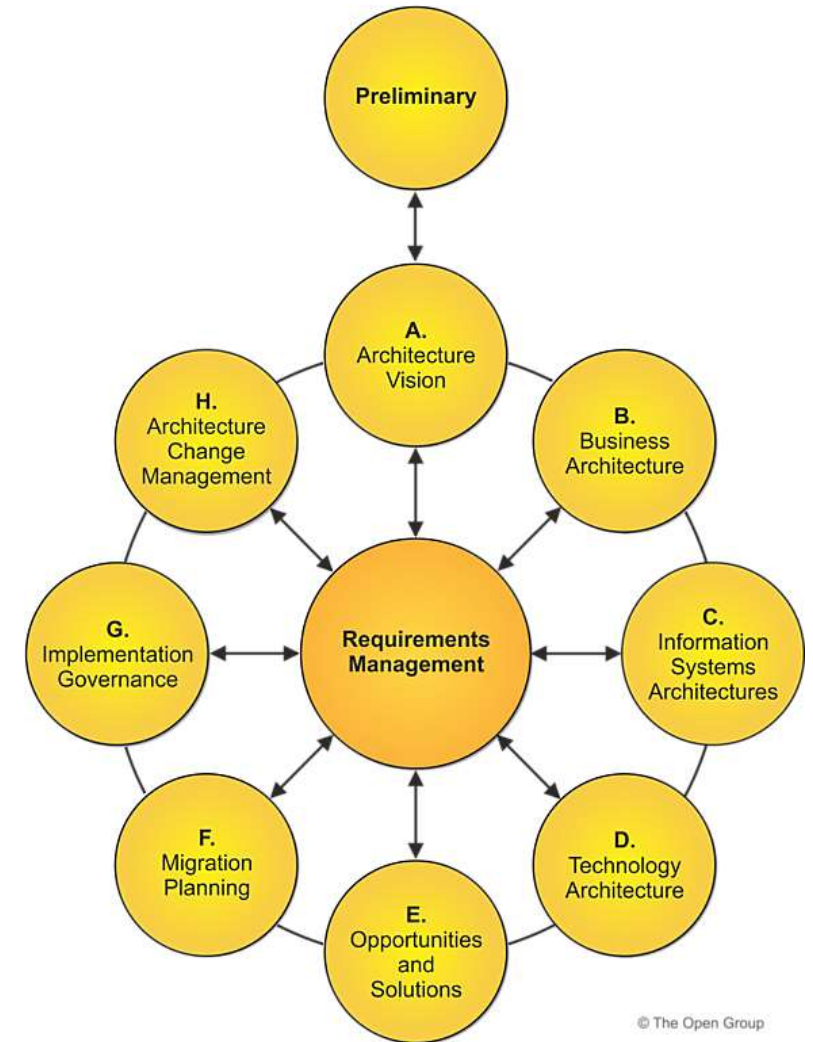 Preliminary
A.
Architecture
Vision
B.
Business
Architecture
C.
Information
Systems
Architectures
D.
Technology
Architecture
E.
Opportunities
and
Solutions
F.
Migration
Planning
G.
Implementation
Governance
H.
Architecture
Change
Management
Requirements
Management
© The Open Group